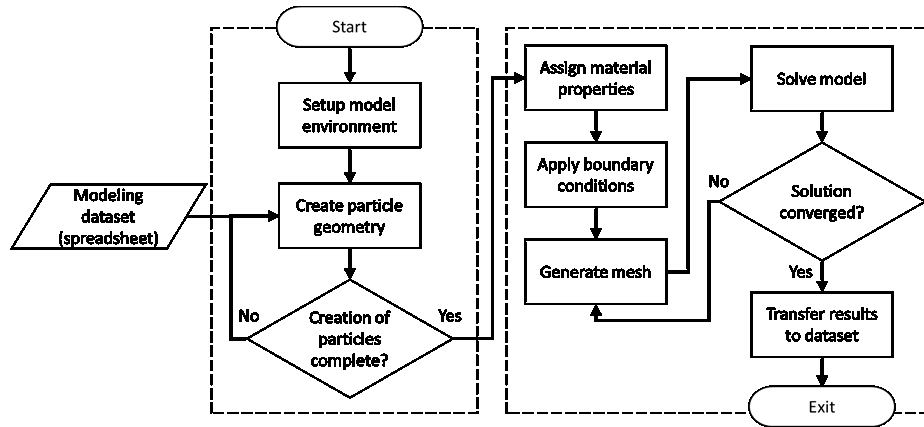 Start
Setup model
environment
Modeling
dataset
(spreadsheet)
Create particle
geometry
No
Creation of
particles
complete?
Yes
Assign material
properties
Apply boundary
conditions
Generate mesh
Solve model
No
Solution
converged?
Yes
Transfer results
to dataset
Exit